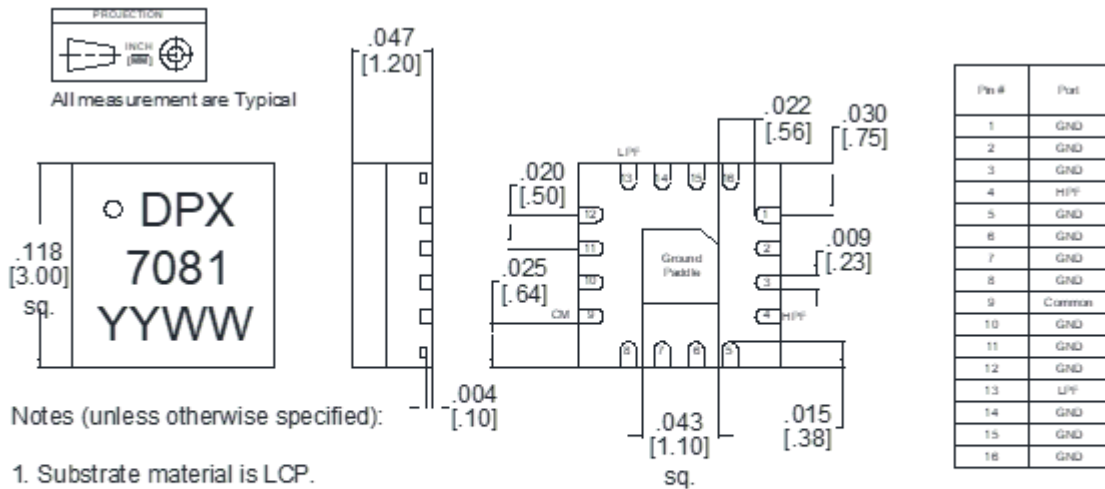 PROJECTION
INCH
[MM]
All measurement are Typical
.118
[3.00]
sq.
DPX
7081
YYWW
.047
[1.20]
.004
[.10]
.020
[.50]
.025
[.64]
.022
[.56]
.030
[.75]
.009
[.23]
.015
[.38]
.043
[1.10]
sq.
LPF
13 14 15 16
12
11
10
CM 9
1
2
3
4 HPF
8 7 6 5
Ground
Paddle
Pin # Port
1 GND
2 GND
3 GND
4 HPF
5 GND
6 GND
7 GND
8 GND
9 Common
10 GND
11 GND
12 GND
13 LPF
14 GND
15 GND
16 GND
Notes (unless otherwise specified):
1. Substrate material is LCP.